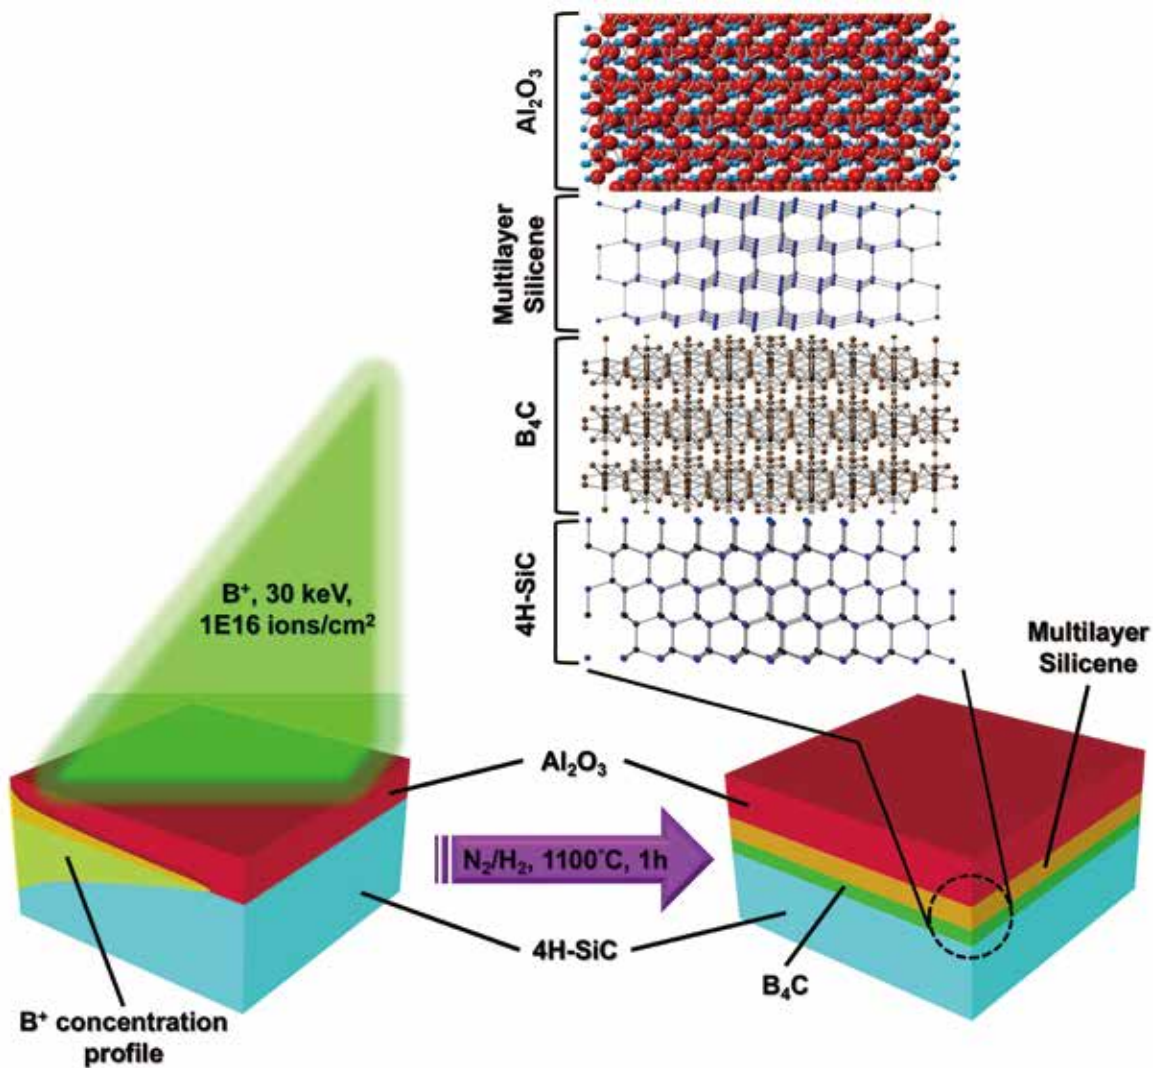 Al₂O₃
Multilayer
Silicene
B₄C
4H-SiC
B⁺, 30 keV,
1E16 ions/cm²
Multilayer
Silicene
Al₂O₃
N₂/H₂, 1100°C, 1h
4H-SiC
B₄C
B⁺ concentration
profile